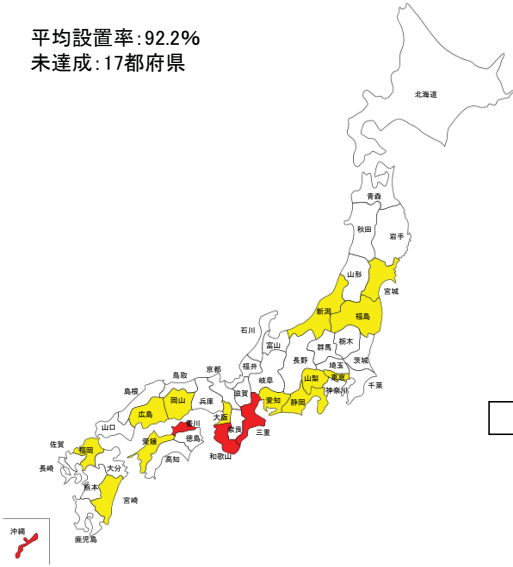 平均設置率:92.2%
未達成:17都府県
北海道
青森
秋田
岩手
山形
宮城
新潟
福島
石川
富山
群馬
栃木
福井
長野
埼玉
茨城
京都
岐阜
山梨
東京
鳥取
滋賀
神奈川
千葉
島根
岡山
兵庫
愛知
静岡
広島
大阪
山口
香川
奈良
三重
佐賀
愛媛
徳島
福岡
和歌山
長崎
大分
高知
熊本
宮崎
沖縄
鹿児島